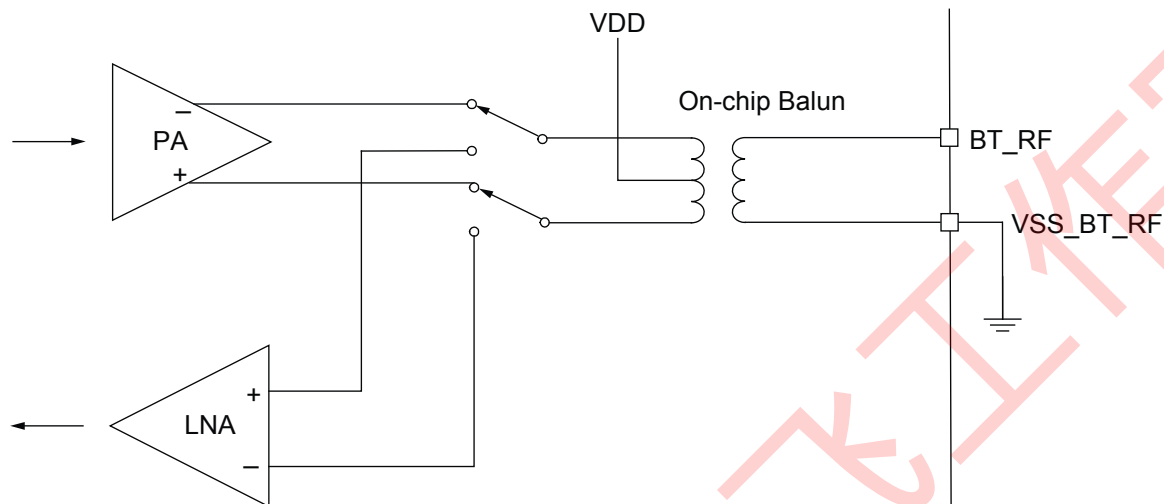 VDD
On-chip Balun
−
PA
+
BT_RF
VSS_BT_RF
+
LNA
−
飞工作